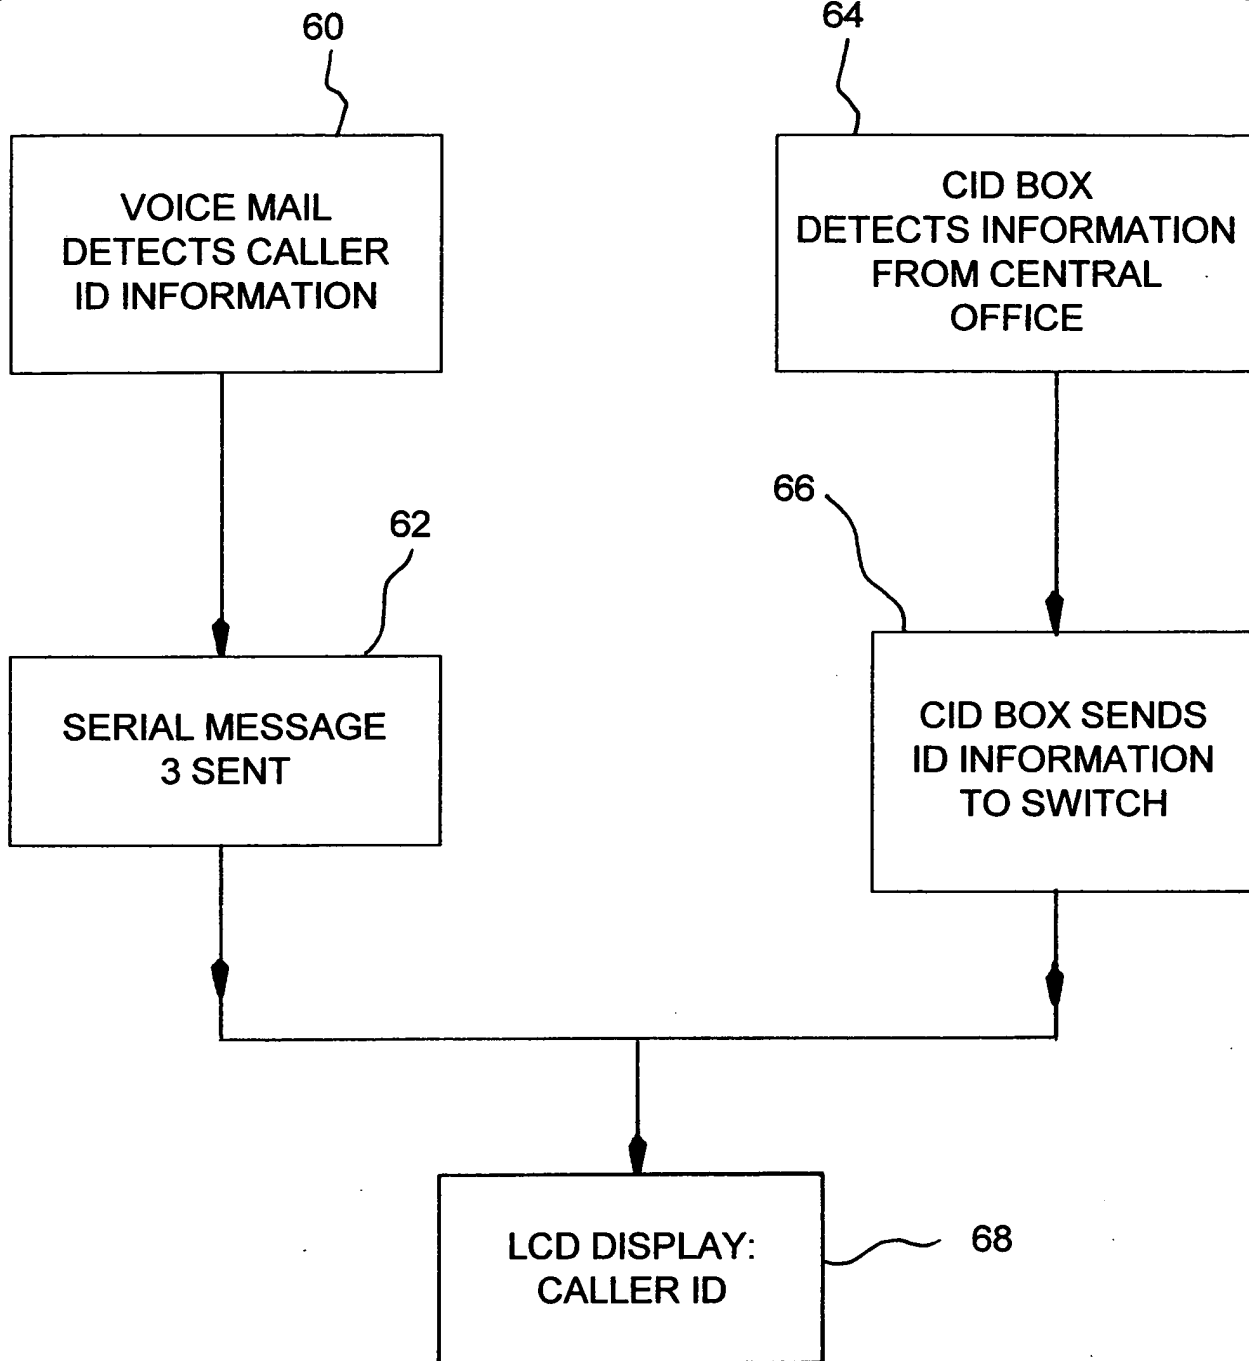 60
64
VOICE MAIL
DETECTS CALLER
ID INFORMATION
CID BOX
DETECTS INFORMATION
FROM CENTRAL
OFFICE
62
66
SERIAL MESSAGE
3 SENT
CID BOX SENDS
ID INFORMATION
TO SWITCH
LCD DISPLAY:
CALLER ID
68